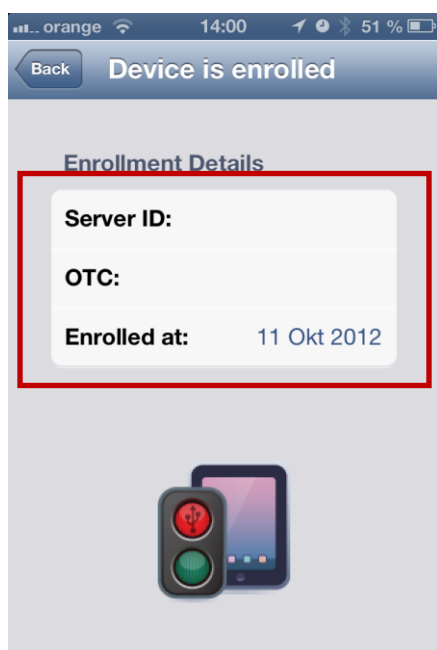 orange 14:00 51 %
Back Device is enrolled
Enrollment Details
Server ID:
OTC:
Enrolled at: 11 Okt 2012